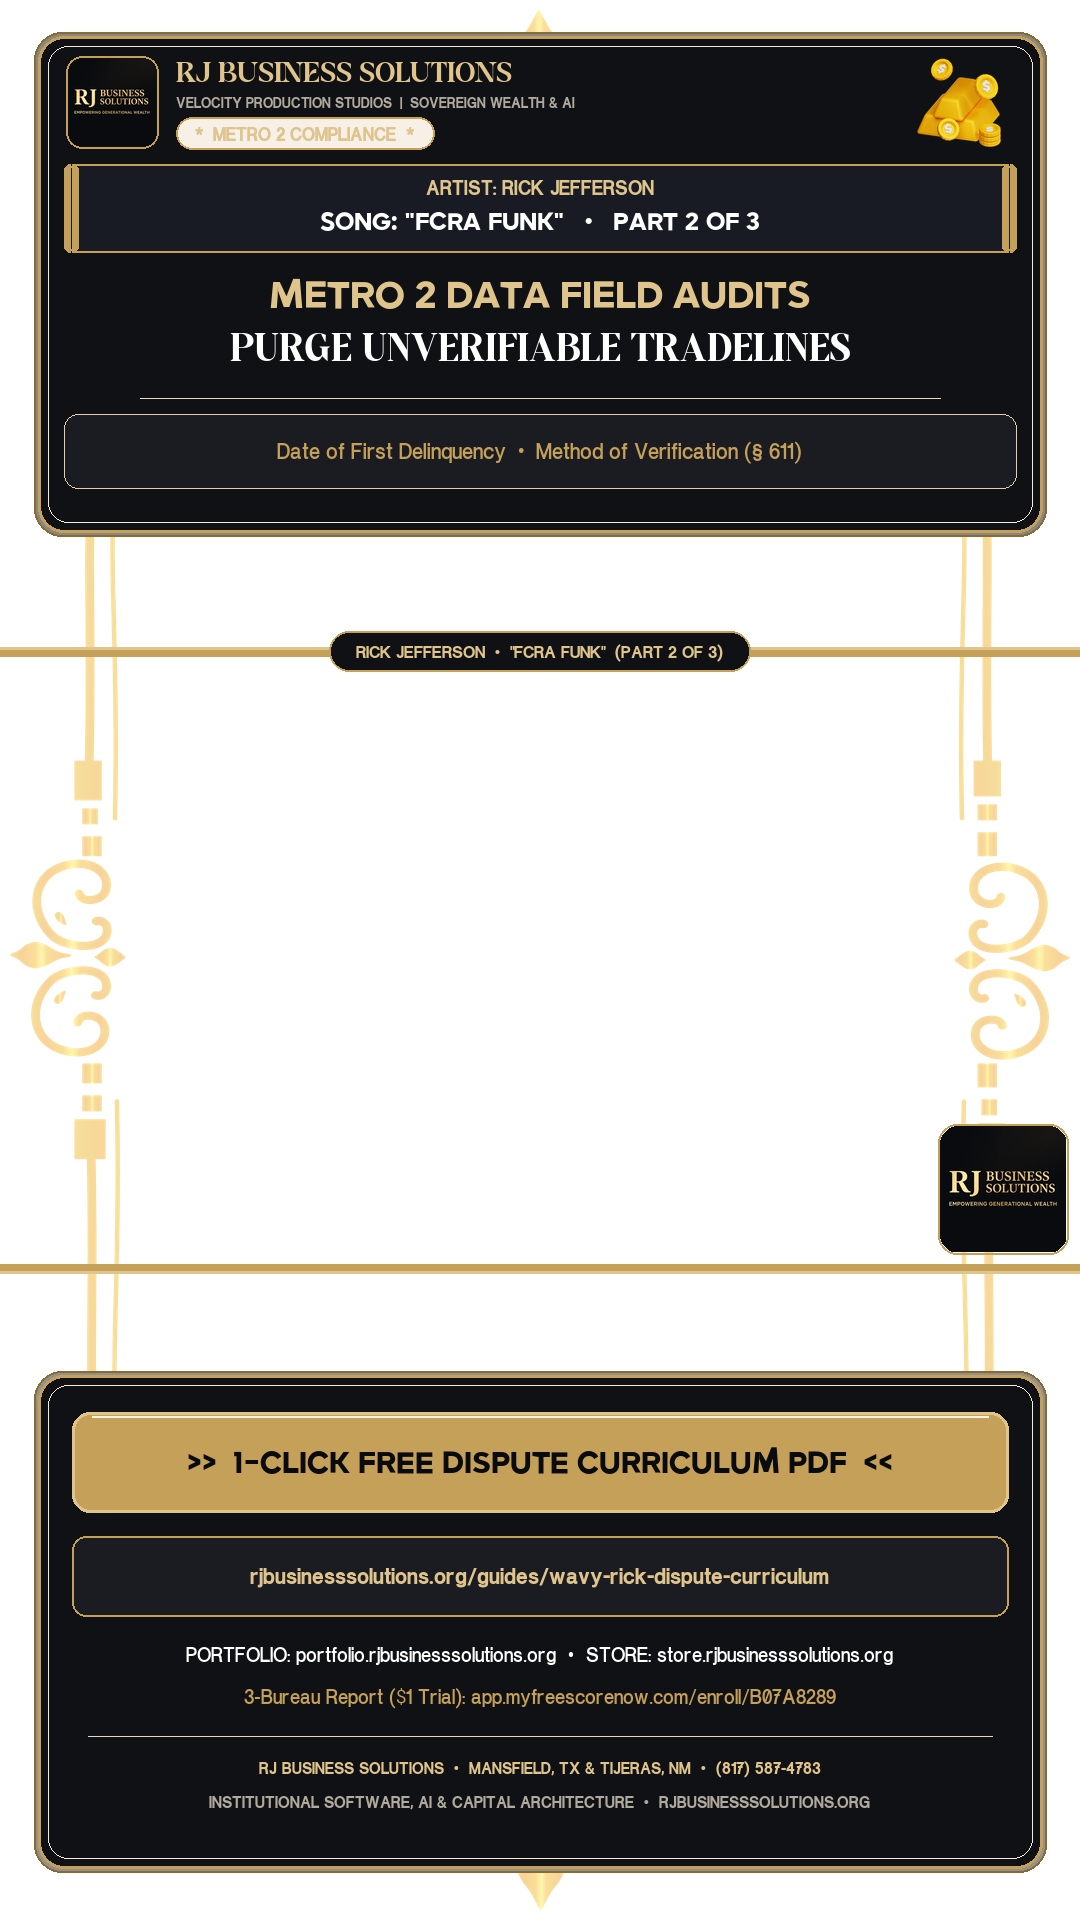 RJ BUSINESS SOLUTIONS
EMPOWERING GENERATIONAL WEALTH
RJ BUSINESS SOLUTIONS
VELOCITY PRODUCTION STUDIOS | SOVEREIGN WEALTH & AI
* METRO 2 COMPLIANCE *
ARTIST: RICK JEFFERSON
SONG: "FCRA FUNK" • PART 2 OF 3
METRO 2 DATA FIELD AUDITS
PURGE UNVERIFIABLE TRADELINES
Date of First Delinquency • Method of Verification (§ 611)
RICK JEFFERSON • "FCRA FUNK" (PART 2 OF 3)
RJ BUSINESS SOLUTIONS
EMPOWERING GENERATIONAL WEALTH
>> 1-CLICK FREE DISPUTE CURRICULUM PDF <<
rjbusinesssolutions.org/guides/wavy-rick-dispute-curriculum
PORTFOLIO: portfolio.rjbusinesssolutions.org • STORE: store.rjbusinesssolutions.org
3-Bureau Report ($1 Trial): app.myfreescorenow.com/enroll/B07A8289
RJ BUSINESS SOLUTIONS • MANSFIELD, TX & TIJERAS, NM • (817) 587-4783
INSTITUTIONAL SOFTWARE, AI & CAPITAL ARCHITECTURE • RJBUSINESSSOLUTIONS.ORG